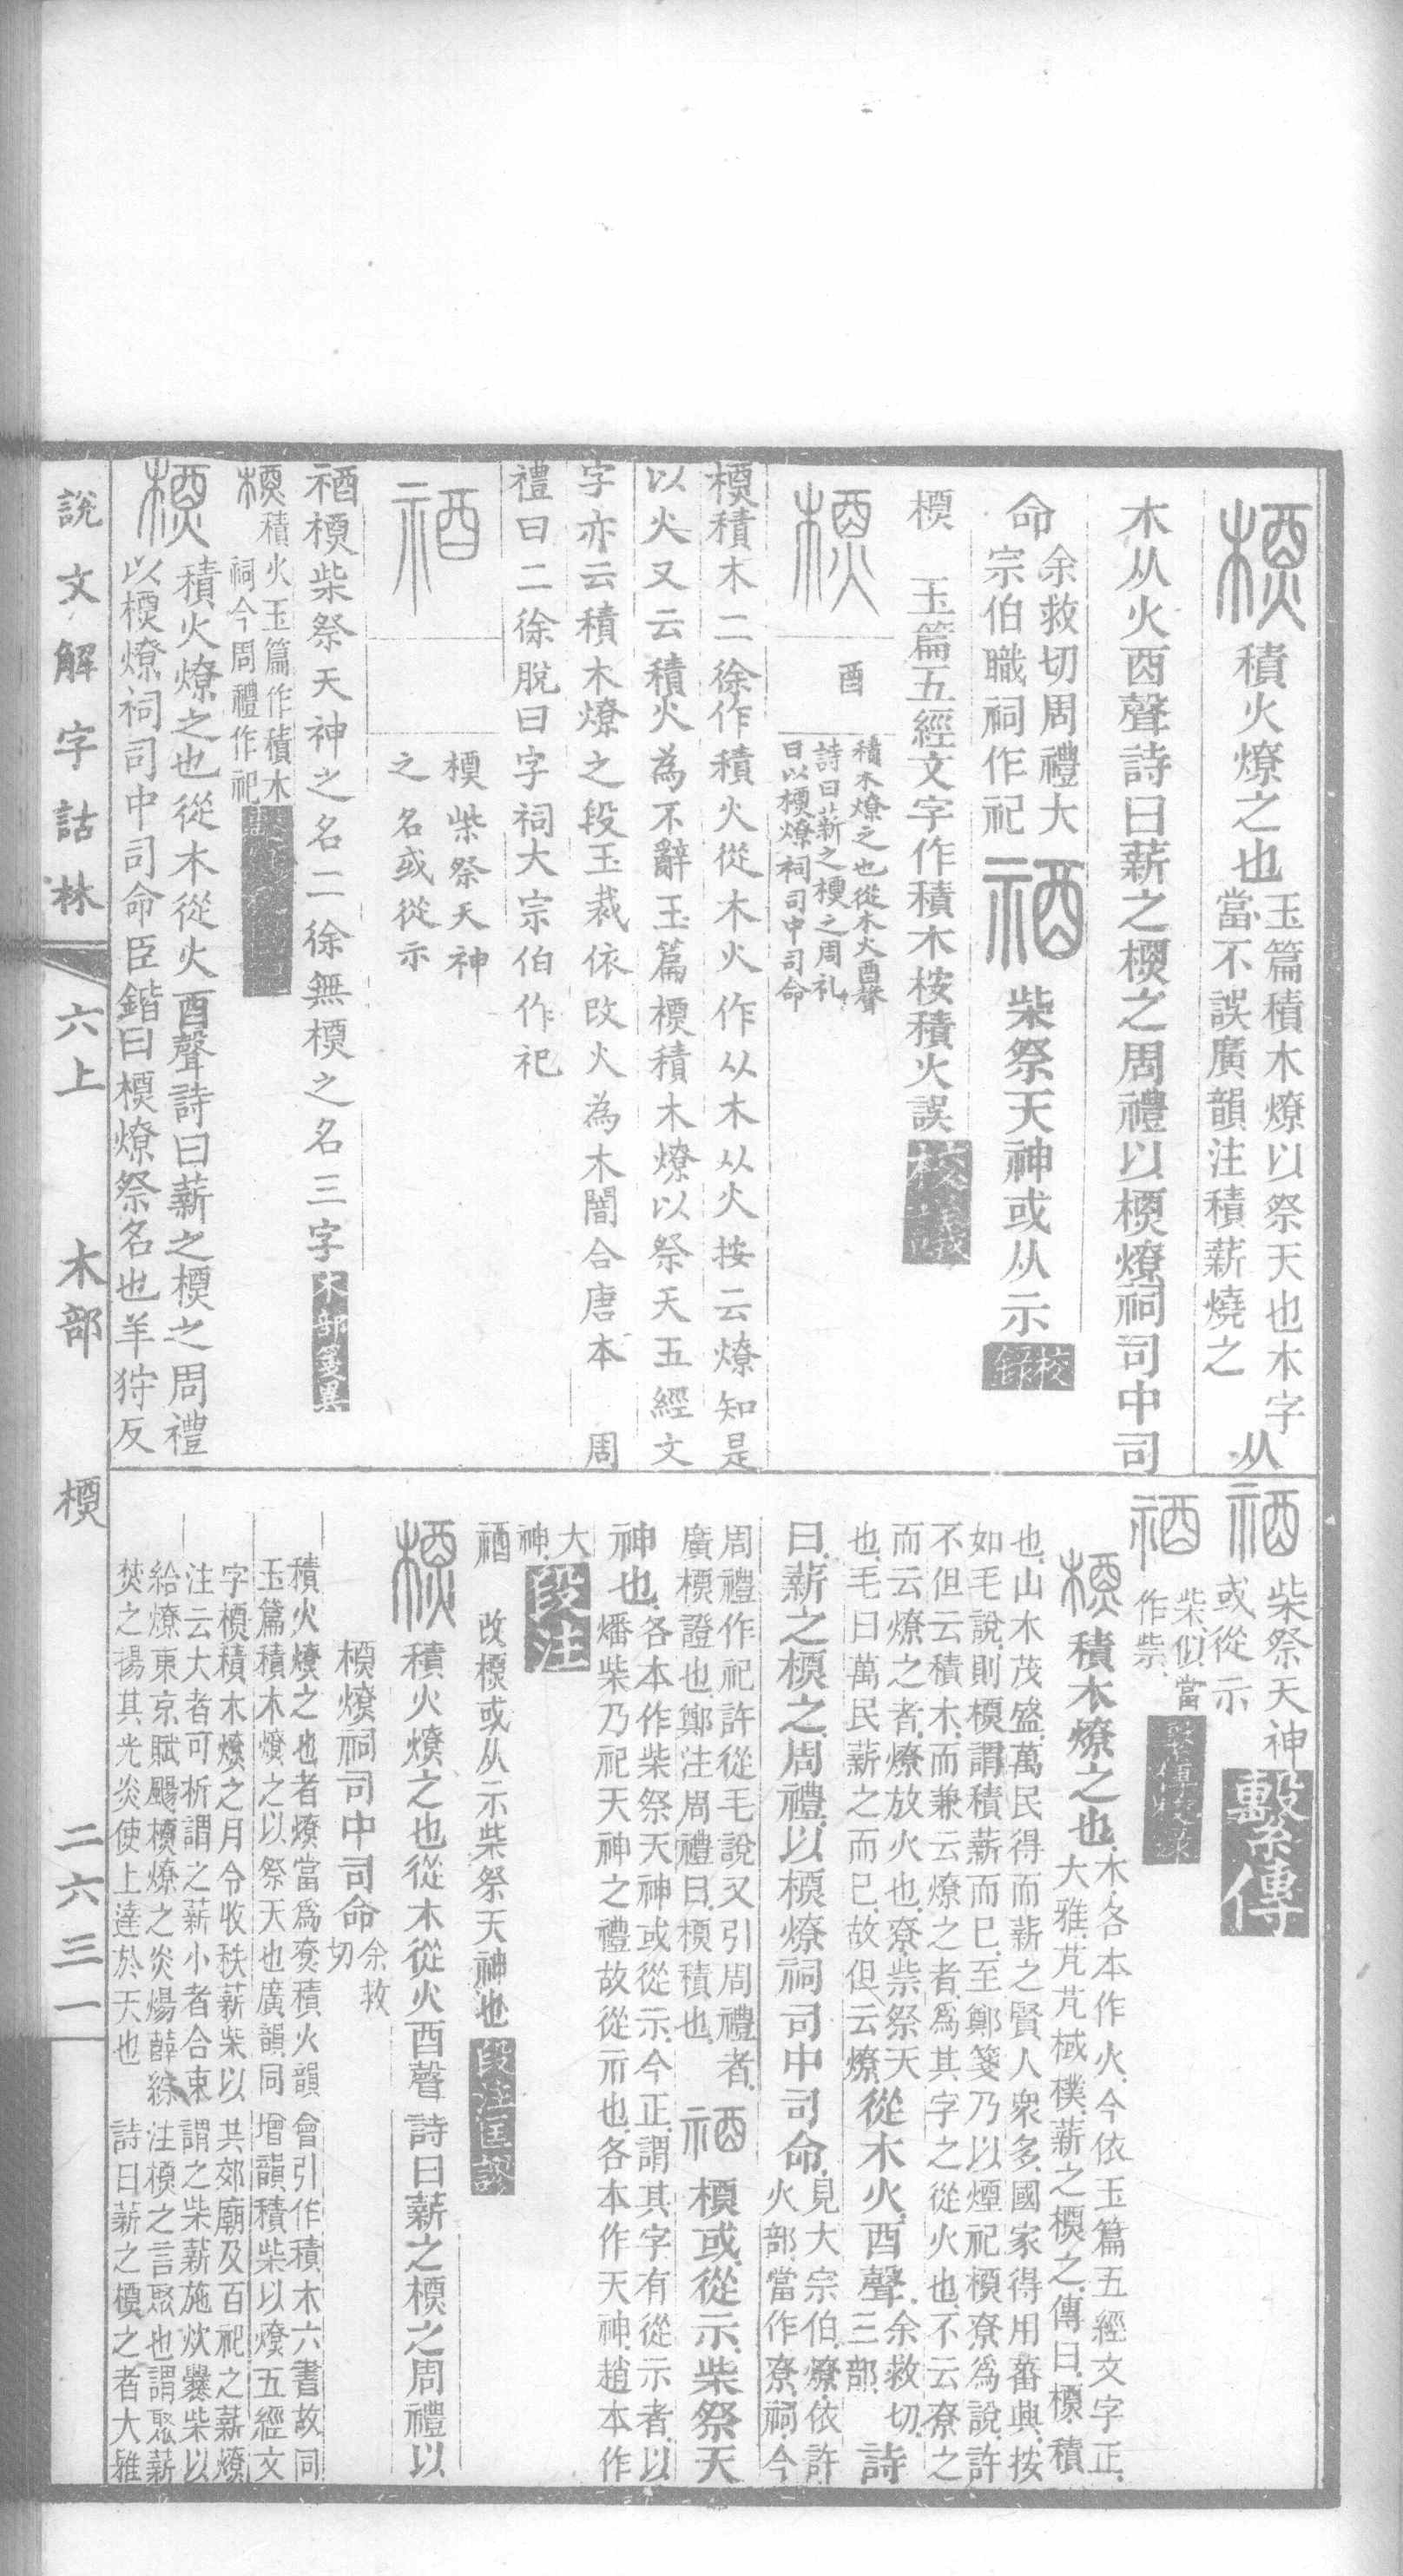 槱積火燎之也玉篇積木燎以祭天也木字
當不誤廣韻注積薪燒之从
木从火酉聲詩曰薪之槱之周禮以槱燎祠司中司
命余救切周禮大
宗伯職祠作祀䄖柴祭天神或从示校錄
槱 玉篇五經文字作積木桉積火誤校議
槱
酉
積木燎之也從木火酉聲
詩曰薪之槱之周礼
曰以槱燎祠司中司命
槱積木二徐作積火從木火作从木从火按云燎知是
以火又云積火為不辭玉篇槱積木燎以祭天五經文
字亦云積木燎之段玉裁依改火為木闇合唐本 周
禮曰二徐脫曰字祠大宗伯作祀
䄖
槱柴祭天神
之名或從示
䄖槱柴祭天神之名二徐無槱之名三字木部箋異
槱積火玉篇作積木
祠今周禮作祀
槱積火燎之也從木從火酉聲詩曰薪之槱之周禮
以槱燎祠司中司命臣鍇曰槱燎祭名也羊狩反
䄖柴祭天神
或從示繫傳
䄖柴似當
作祡
槱積木燎之也木各本作火今依玉篇五經文字正
大雅芃芃棫樸薪之槱之傳曰槱積
也山木茂盛萬民得而薪之賢人衆多國家得用蕃典按
如毛說則槱謂積薪而已至鄭箋乃以煙祀槱尞爲說許
不但云積木而兼云燎之者爲其字之從火也不云尞之
而云燎之者燎放火也尞祡祭天
也毛曰萬民薪之而已故但云燎從木火酉聲余救切
三部詩
曰薪之槱之周禮以槱燎祠司中司命見大宗伯燎依許
火部當作尞祠今
周禮作祀許從毛說又引周禮者
廣槱證也鄭注周禮曰槱積也䄖槱或從示柴祭天
神也各本作柴祭天神或從示今正謂其字有從示者以
燔柴乃祀天神之禮故從示也各本作天神趙本作
大
神段注
䄖 改槱或从示柴祭天神也段注匡謬
槱積火燎之也從木從火酉聲詩曰薪之槱之周禮以
槱燎祠司中司命余救
切
積火燎之也者燎當爲尞積火韻會引作積木六書故同
玉篇積木燎之以祭天也廣韻同增韻積柴以燎五經文
字槱積木燎之月令收秩薪柴以共郊廟及百祀之薪燎
注云大者可析謂之薪小者合束謂之柴薪施炊爨柴以
給燎東京賦颺槱燎之炎煬薛綜注槱之言聚也謂聚薪
焚之揚其光炎使上達於天也詩曰薪之槱之者大雅
說文解字詁林 六上 木部 槱 二六三一